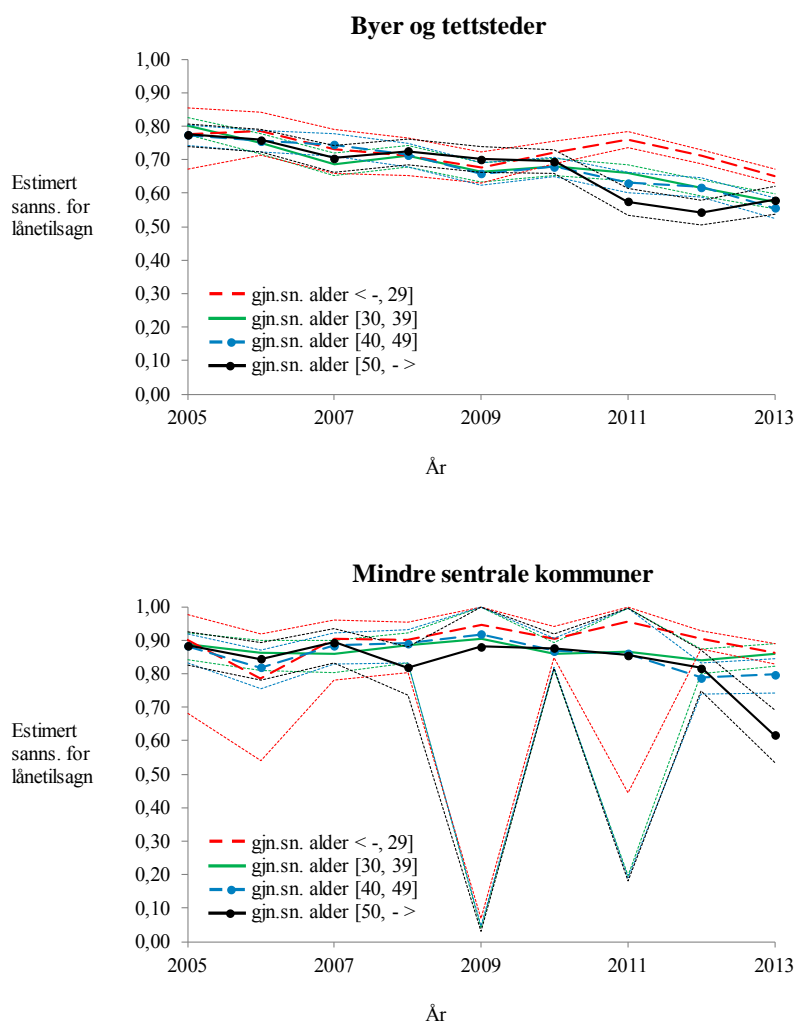 Byer og tettsteder
1,00
0,90
0,80
0,70
0,60
0,50
0,40
0,30
0,20
0,10
0,00
Estimert
sanns. for
lånetilsagn
gjn.sn. alder < -, 29]
gjn.sn. alder [30, 39]
gjn.sn. alder [40, 49]
gjn.sn. alder [50, - >
2005 2007 2009 2011 2013
År
Mindre sentrale kommuner
1,00
0,90
0,80
0,70
0,60
0,50
0,40
0,30
0,20
0,10
0,00
Estimert
sanns. for
lånetilsagn
gjn.sn. alder < -, 29]
gjn.sn. alder [30, 39]
gjn.sn. alder [40, 49]
gjn.sn. alder [50, - >
2005 2007 2009 2011 2013
År